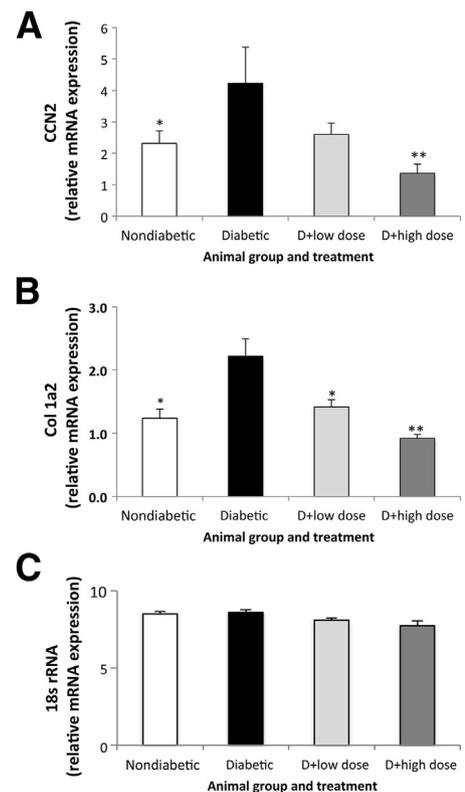 A
CCN2
(relative mRNA expression)
6
5
4
3
2
1
0
*
**
Nondiabetic Diabetic D+low dose D+high dose
Animal group and treatment
B
Col 1a2
(relative mRNA expression)
3.0
2.0
1.0
0.0
*
*
**
Nondiabetic Diabetic D+low dose D+high dose
Animal group and treatment
C
18s rRNA
(relative mRNA expression)
10
5
0
Nondiabetic Diabetic D+low dose D+high dose
Animal group and treatment